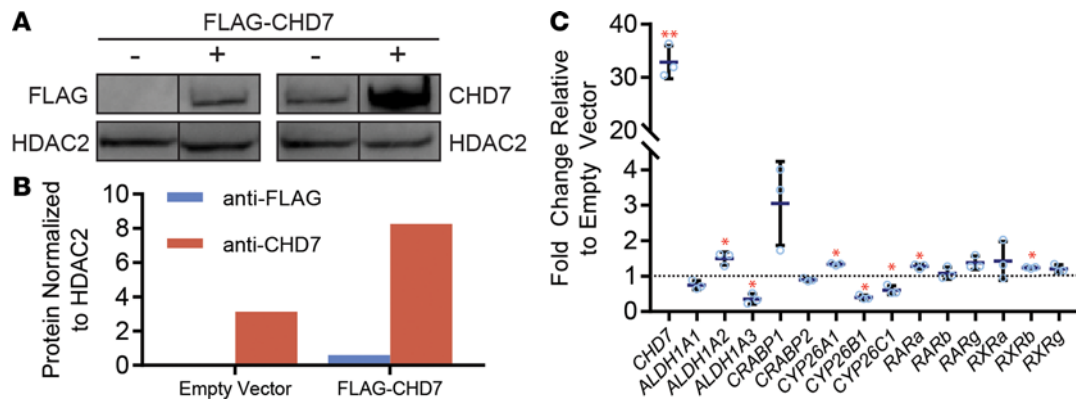 A
FLAG-CHD7
- + - +
FLAG CHD7
HDAC2 HDAC2
B
Protein Normalized
to HDAC2
10
8
6
4
2
0
anti-FLAG
anti-CHD7
Empty Vector FLAG-CHD7
C
Fold Change Relative
to Empty Vector
40
30
20
4
3
2
1
0
**
*
*
*
*
*
*
*
CHD7
ALDH1A1
ALDH1A2
ALDH1A3
CRABP1
CRABP2
CYP26A1
CYP26B1
CYP26C1
RARa
RARb
RARg
RXRa
RXRb
RXRg